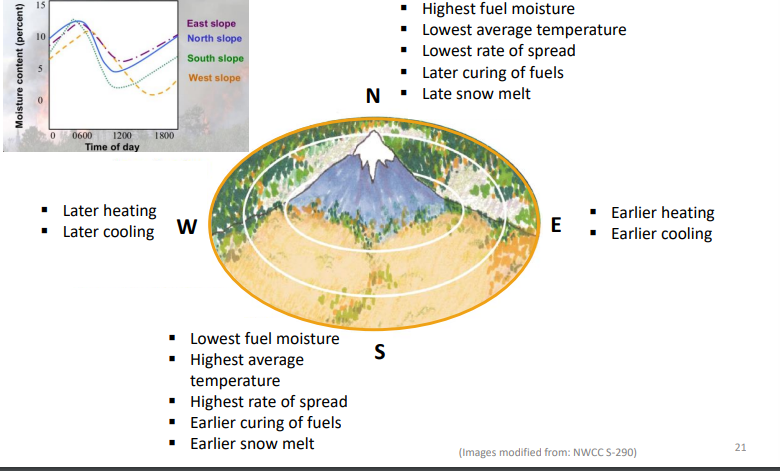 Moisture content (percent)
15
10
5
0
0 0600 1200 1800
Time of day
East slope
North slope
South slope
West slope
▪ Highest fuel moisture
▪ Lowest average temperature
▪ Lowest rate of spread
▪ Later curing of fuels
▪ Late snow melt
N
▪ Later heating
▪ Later cooling
W
E
▪ Earlier heating
▪ Earlier cooling
S
▪ Lowest fuel moisture
▪ Highest average
temperature
▪ Highest rate of spread
▪ Earlier curing of fuels
▪ Earlier snow melt
(Images modified from: NWCC S-290)
21